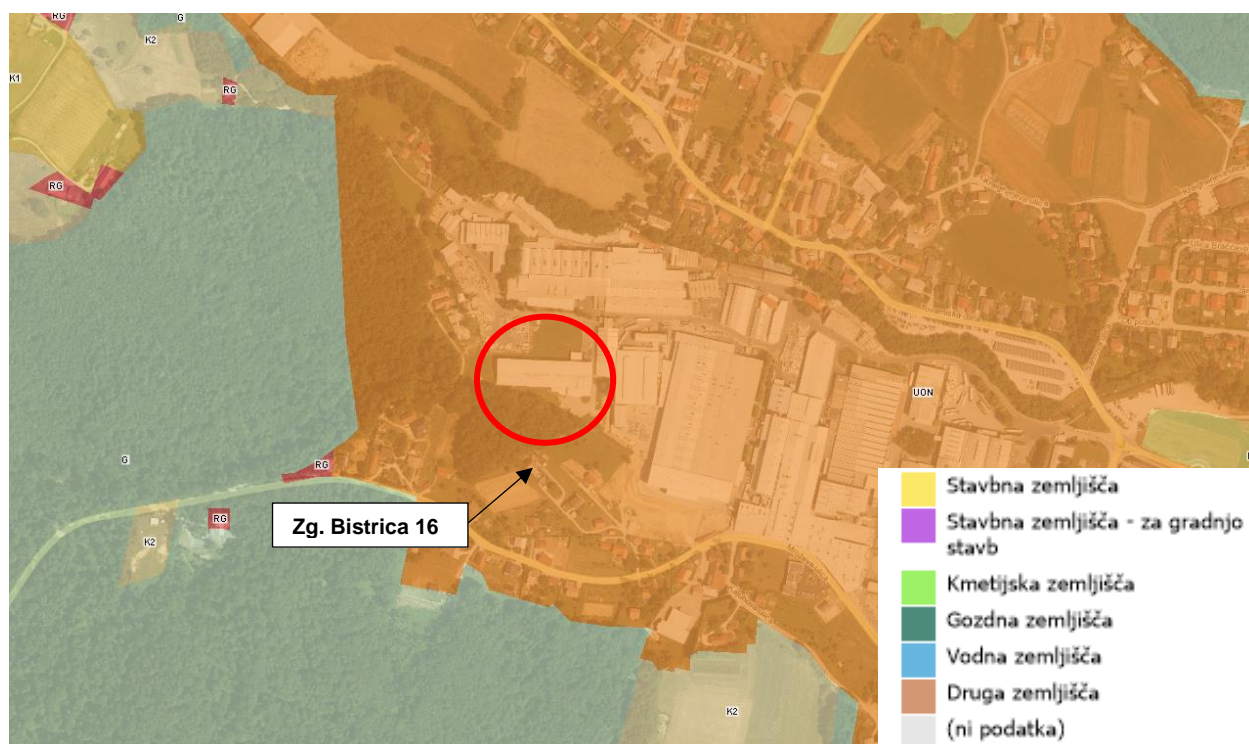 G
K2
RG
K1
RG
RG
UON
G
RG
Zg. Bistrica 16
RG
K2
K2
Stavbna zemljišča
Stavbna zemljišča - za gradnjo
stavb
Kmetijska zemljišča
Gozdna zemljišča
Vodna zemljišča
Druga zemljišča
(ni podatka)